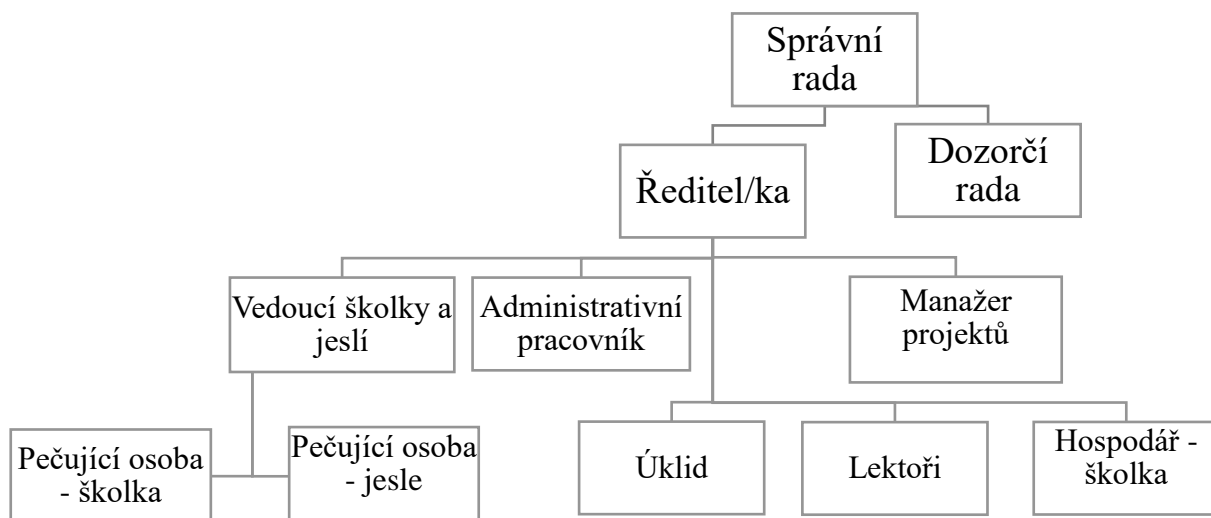 Správní
rada
Dozorčí
rada
Ředitel/ka
Vedoucí školky a
jeslí
Administrativní
pracovník
Manažer
projektů
Pečující osoba
- školka
Pečující osoba
- jesle
Úklid
Lektoři
Hospodář -
školka